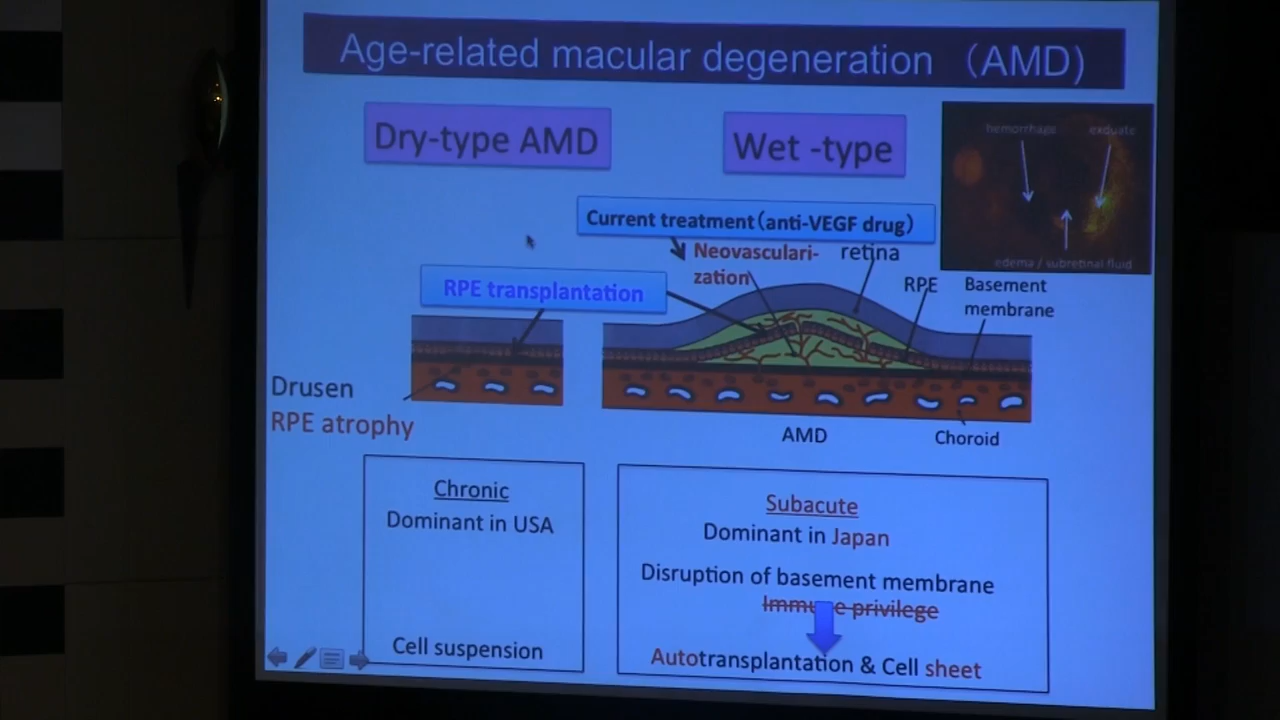 Age-related macular degeneration （AMD）
Dry-type AMD
Wet -type
hemorrhage
exduate
edema / subretinal fluid
Current treatment（anti-VEGF drug）
Neovasculari-
zation
retina
RPE
Basement
membrane
RPE transplantation
Drusen
RPE atrophy
AMD
Choroid
Chronic
Dominant in USA
Cell suspension
Subacute
Dominant in Japan
Disruption of basement membrane
Immune privilege
Autotransplantation & Cell sheet